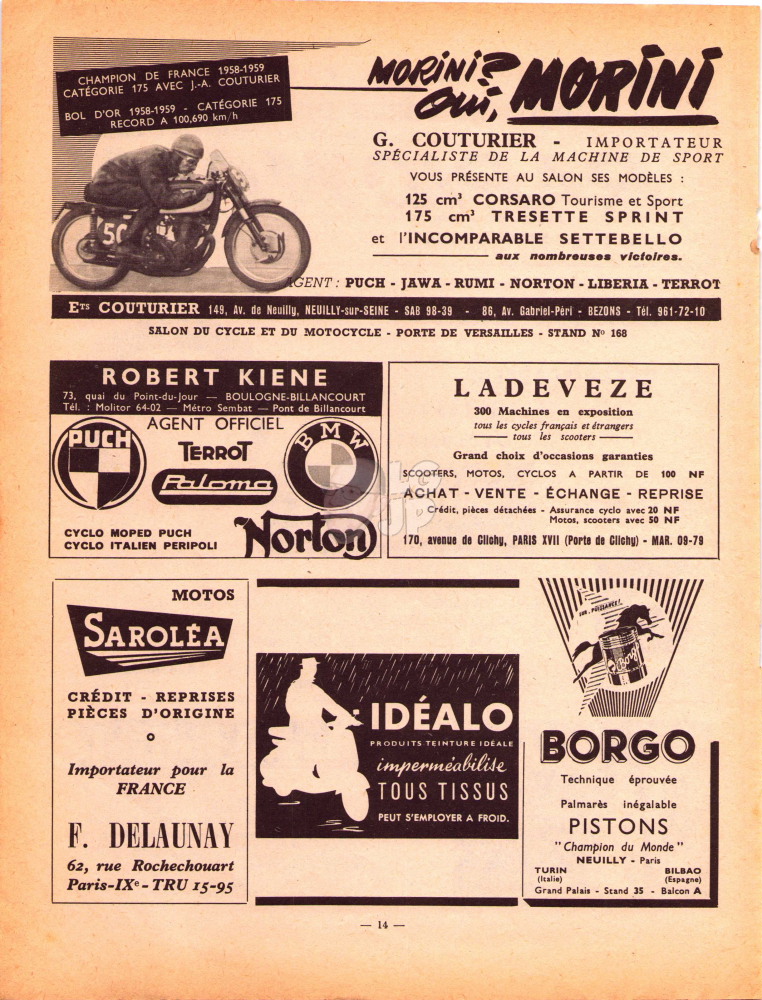 CHAMPION DE FRANCE 1958-1959
CATÉGORIE 175 AVEC J.-A. COUTURIER
BOL D'OR 1958-1959 - CATÉGORIE 175
RECORD A 100,690 km/h
MORINI?
Oui, MORINI
G. COUTURIER - IMPORTATEUR
SPÉCIALISTE DE LA MACHINE DE SPORT
VOUS PRÉSENTE AU SALON SES MODÈLES :
125 cm³ CORSARO Tourisme et Sport
175 cm³ TRESETTE SPRINT
et l'INCOMPARABLE SETTEBELLO
aux nombreuses victoires.
50
AGENT : PUCH - JAWA - RUMI - NORTON - LIBERIA - TERROT
Ets COUTURIER 149, Av. de Neuilly, NEUILLY-sur-SEINE - SAB 98-39 - 86, Av. Gabriel-Péri - BEZONS - Tél. 961-72-10
SALON DU CYCLE ET DU MOTOCYCLE - PORTE DE VERSAILLES - STAND No 168
ROBERT KIENE
73, quai du Point-du-Jour — BOULOGNE-BILLANCOURT
Tél. : Molitor 64-02 — Métro Sembat — Pont de Billancourt
AGENT OFFICIEL
PUCH
TERROT
BMW
Paloma
CYCLO MOPED PUCH
CYCLO ITALIEN PERIPOLI
Norton
LADEVEZE
300 Machines en exposition
tous les cycles français et étrangers
tous les scooters
Grand choix d'occasions garanties
SCOOTERS, MOTOS, CYCLOS A PARTIR DE 100 NF
ACHAT - VENTE - ÉCHANGE - REPRISE
Crédit, pièces détachées - Assurance cyclo avec 20 NF
Motos, scooters avec 50 NF
170, avenue de Clichy, PARIS XVII (Porte de Clichy) - MAR. 09-79
MOTOS
SAROLÉA
CRÉDIT - REPRISES
PIÈCES D'ORIGINE
Importateur pour la
FRANCE
F. DELAUNAY
62, rue Rochechouart
Paris-IXe - TRU 15-95
IDÉALO
PRODUITS TEINTURE IDÉALE
imperméabilise
TOUS TISSUS
PEUT S'EMPLOYER A FROID.
PUISSANCE!
Borgo
BORGO
Technique éprouvée
Palmarès inégalable
PISTONS
"Champion du Monde"
NEUILLY - Paris
TURIN
(Italie)
BILBAO
(Espagne)
Grand Palais - Stand 35 - Balcon A
— 14 —